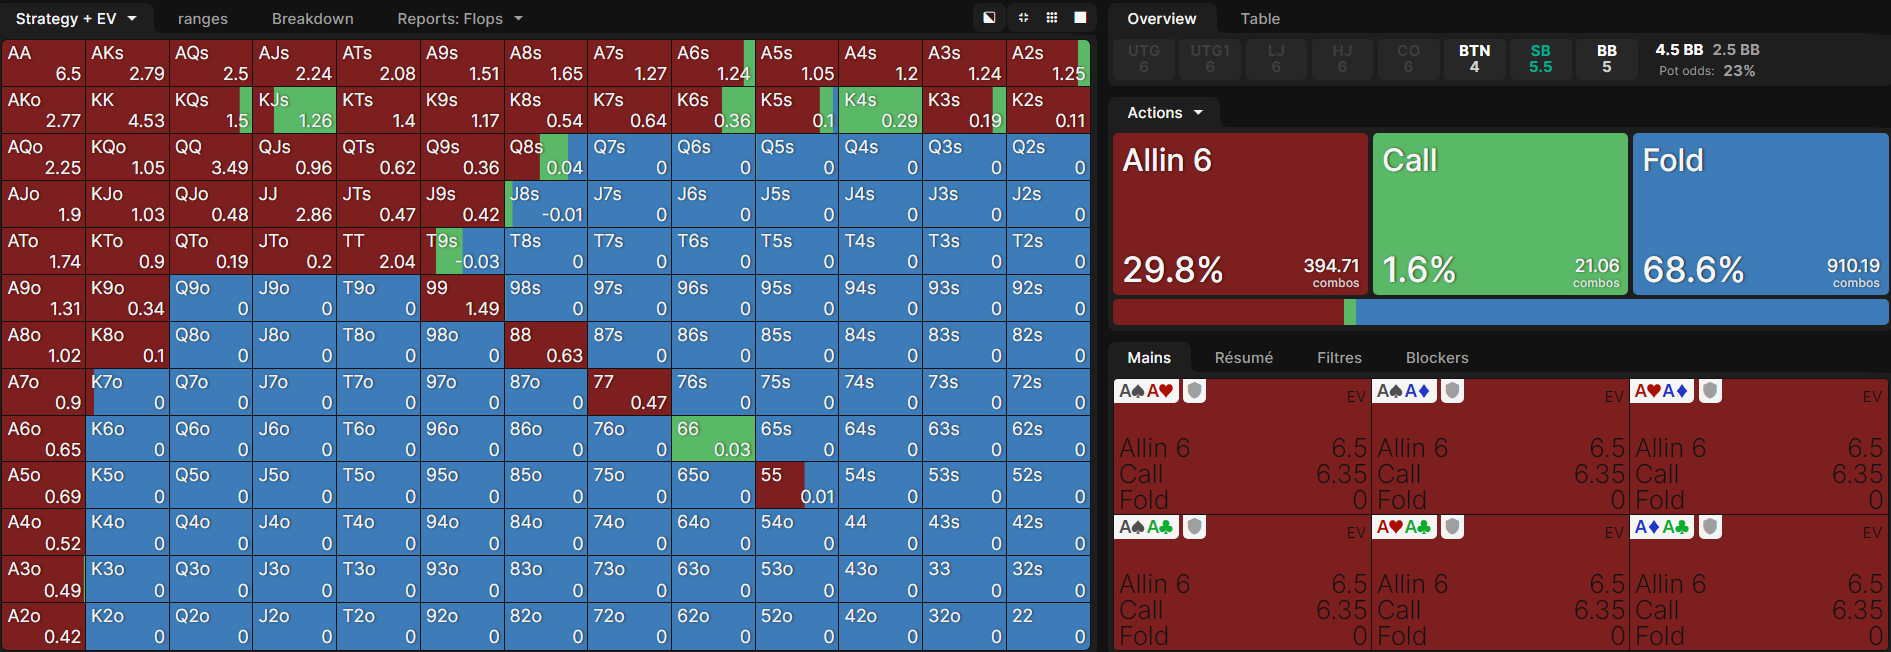 Strategy + EV ranges Breakdown Reports: Flops
AA AKs AQs AJs ATs A9s A8s A7s A6s A5s A4s A3s A2s
6.5 2.79 2.5 2.24 2.08 1.51 1.65 1.27 1.24 1.05 1.2 1.24 1.25
AKo KK KQs KJs KTs K9s K8s K7s K6s K5s K4s K3s K2s
2.77 4.53 1.5 1.26 1.4 1.17 0.54 0.64 0.36 0.1 0.29 0.19 0.11
AQo KQo QQ QJs QTs Q9s Q8s Q7s Q6s Q5s Q4s Q3s Q2s
2.25 1.05 3.49 0.96 0.62 0.36 0.04 0 0 0 0 0 0
AJo KJo QJo JJ JTs J9s J8s J7s J6s J5s J4s J3s J2s
1.9 1.03 0.48 2.86 0.47 0.42 -0.01 0 0 0 0 0 0
ATo KTo QTo JTo TT T9s T8s T7s T6s T5s T4s T3s T2s
1.74 0.9 0.19 0.2 2.04 -0.03 0 0 0 0 0 0 0
A9o K9o Q9o J9o T9o 99 98s 97s 96s 95s 94s 93s 92s
1.31 0.34 0 0 0 1.49 0 0 0 0 0 0 0
A8o K8o Q8o J8o T8o 98o 88 87s 86s 85s 84s 83s 82s
1.02 0.1 0 0 0 0 0.63 0 0 0 0 0 0
A7o K7o Q7o J7o T7o 97o 87o 77 76s 75s 74s 73s 72s
0.9 0 0 0 0 0 0 0.47 0 0 0 0 0
A6o K6o Q6o J6o T6o 96o 86o 76o 66 65s 64s 63s 62s
0.65 0 0 0 0 0 0 0 0.03 0 0 0 0
A5o K5o Q5o J5o T5o 95o 85o 75o 65o 55 54s 53s 52s
0.69 0 0 0 0 0 0 0 0 0.01 0 0 0
A4o K4o Q4o J4o T4o 94o 84o 74o 64o 54o 44 43s 42s
0.52 0 0 0 0 0 0 0 0 0 0 0 0
A3o K3o Q3o J3o T3o 93o 83o 73o 63o 53o 43o 33 32s
0.49 0 0 0 0 0 0 0 0 0 0 0 0
A2o K2o Q2o J2o T2o 92o 82o 72o 62o 52o 42o 32o 22
0.42 0 0 0 0 0 0 0 0 0 0 0 0
Overview Table
UTG UTG1 LJ HJ CO BTN SB BB 4.5 BB 2.5 BB
6 6 6 6 6 4 5.5 5 Pot odds: 23%
Actions
Allin 6 Call Fold
29.8% 394.71 combos 1.6% 21.06 combos 68.6% 910.19 combos
Mains Résumé Filtres Blockers
A♠A♥ EV A♠A♦ EV A♥A♦ EV
Allin 6 6.5 Allin 6 6.5 Allin 6 6.5
Call 6.35 Call 6.35 Call 6.35
Fold 0 Fold 0 Fold 0
A♠A♣ EV A♥A♣ EV A♦A♣ EV
Allin 6 6.5 Allin 6 6.5 Allin 6 6.5
Call 6.35 Call 6.35 Call 6.35
Fold 0 Fold 0 Fold 0